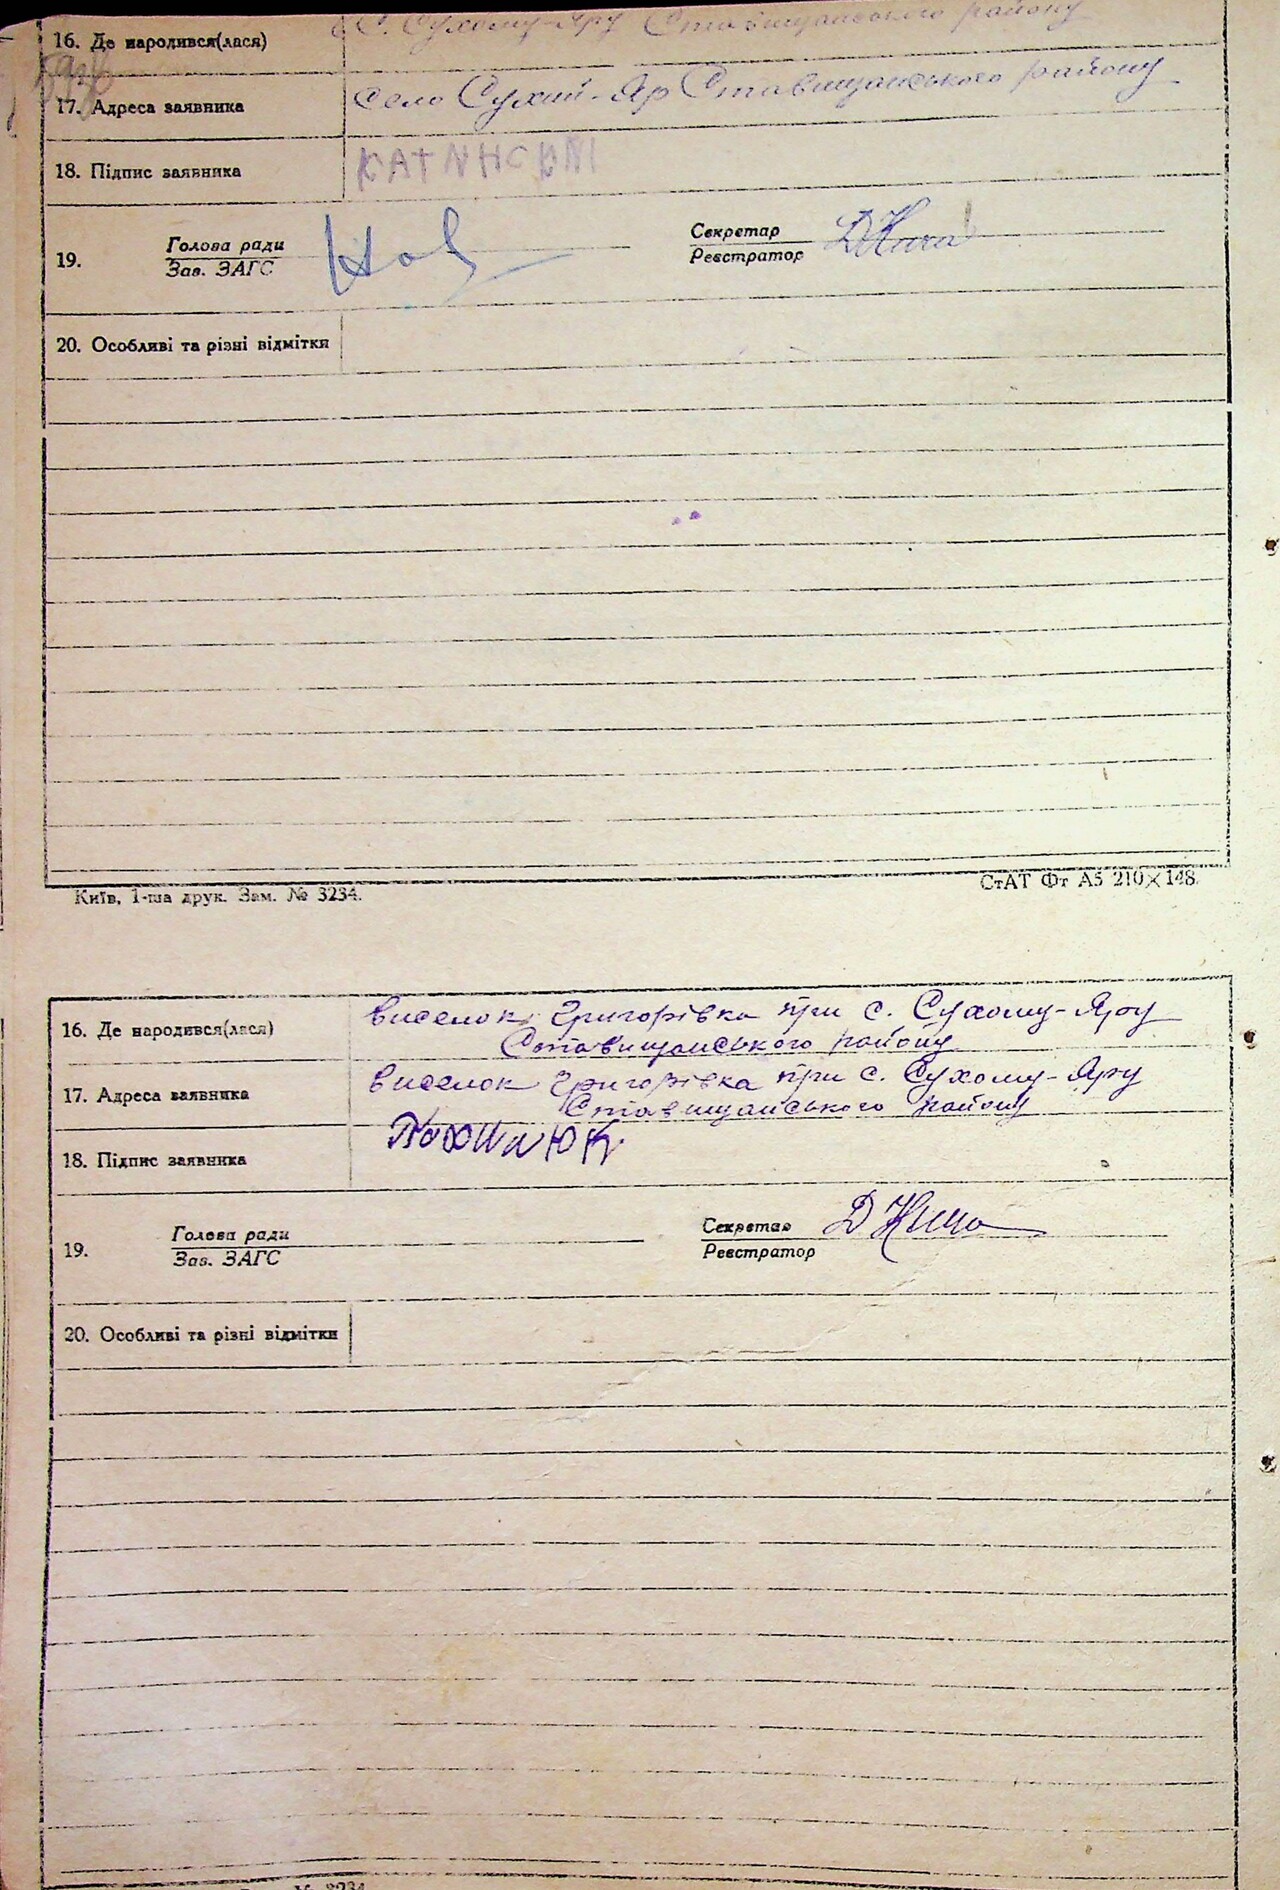 16. Де народився(лася) с. Сухому-Яру Ставищанського району
17. Адреса заявника село Сухий-Яр Ставищанського району
18. Підпис заявника
Голова ради Секретар
19. Зав. ЗАГС Реєстратор
20. Особливі та різні відмітки
Київ, 1-ша друк. Зам. № 3234. СтАТ Фт А5 210×148.
16. Де народився(лася) виселок Григорівка при с. Сухому-Яру
Ставищанського району
17. Адреса заявника виселок Григорівка при с. Сухому-Яру
Ставищанського району
18. Підпис заявника
Голова ради Секретар
19. Зав. ЗАГС Реєстратор
20. Особливі та різні відмітки
№ 3234